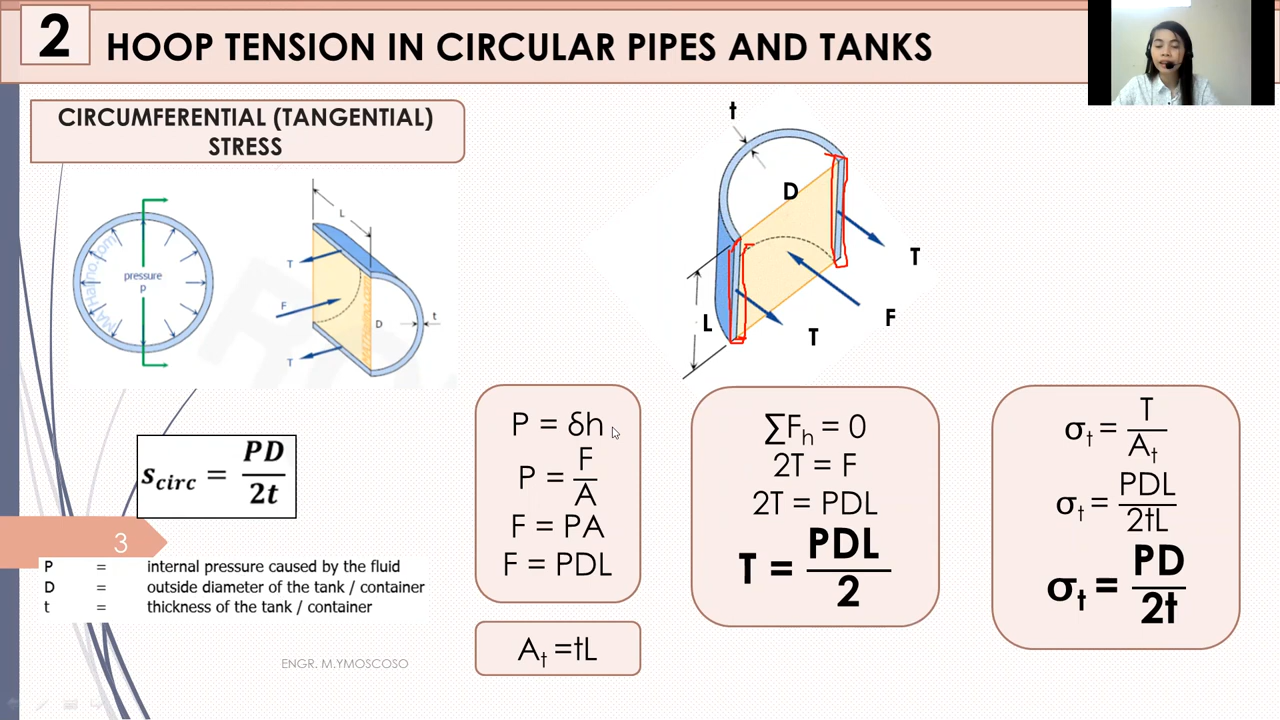 2
HOOP TENSION IN CIRCULAR PIPES AND TANKS
CIRCUMFERENTIAL (TANGENTIAL)
STRESS
pressure
p
MAHanno.com
L
T
F
D
t
T
t
D
T
F
L
T
s_circ = PD/2t
3
P = internal pressure caused by the fluid
D = outside diameter of the tank / container
t = thickness of the tank / container
ENGR. M.YMOSCOSO
P = δh
P = F/A
F = PA
F = PDL
A_t =tL
∑F_h = 0
2T = F
2T = PDL
T = PDL/2
σ_t = T/A_t
σ_t = PDL/2tL
σ_t = PD/2t